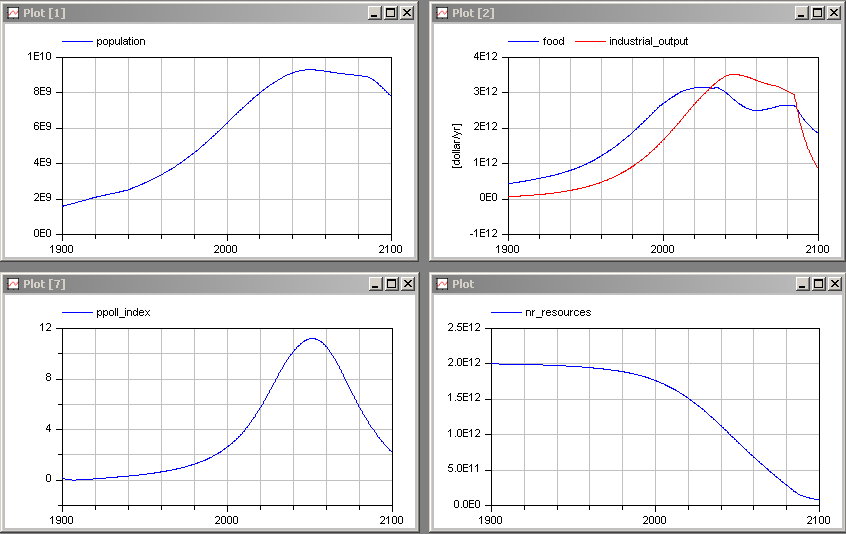 Plot [1]
population
1E10
8E9
6E9
4E9
2E9
0E0
1900 2000 2100
Plot [2]
food industrial_output
4E12
3E12
2E12
1E12
0E0
-1E12
[dollar/yr]
1900 2000 2100
Plot [7]
ppoll_index
12
8
4
0
1900 2000 2100
Plot
nr_resources
2.5E12
2.0E12
1.5E12
1.0E12
5.0E11
0.0E0
1900 2000 2100